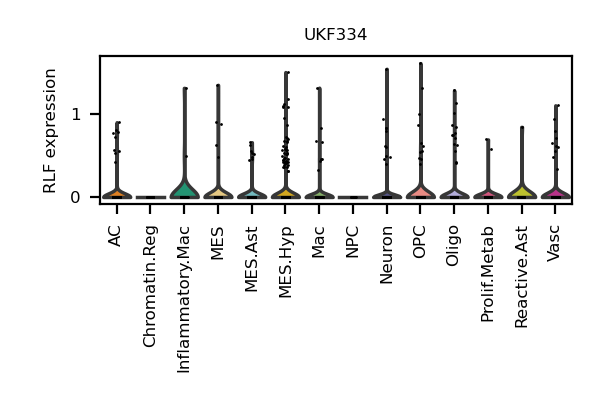 UKF334
RLF expression
1
0
AC
Chromatin.Reg
Inflammatory.Mac
MES
MES.Ast
MES.Hyp
Mac
NPC
Neuron
OPC
Oligo
Prolif.Metab
Reactive.Ast
Vasc